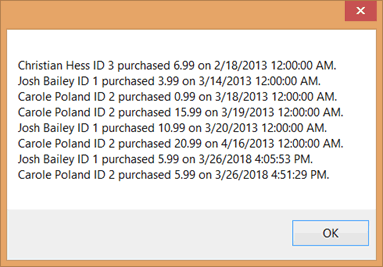 Christian Hess ID 3 purchased 6.99 on 2/18/2013 12:00:00 AM.
Josh Bailey ID 1 purchased 3.99 on 3/14/2013 12:00:00 AM.
Carole Poland ID 2 purchased 0.99 on 3/18/2013 12:00:00 AM.
Carole Poland ID 2 purchased 15.99 on 3/19/2013 12:00:00 AM.
Josh Bailey ID 1 purchased 10.99 on 3/20/2013 12:00:00 AM.
Carole Poland ID 2 purchased 20.99 on 4/16/2013 12:00:00 AM.
Josh Bailey ID 1 purchased 5.99 on 3/26/2018 4:05:53 PM.
Carole Poland ID 2 purchased 5.99 on 3/26/2018 4:51:29 PM.
OK